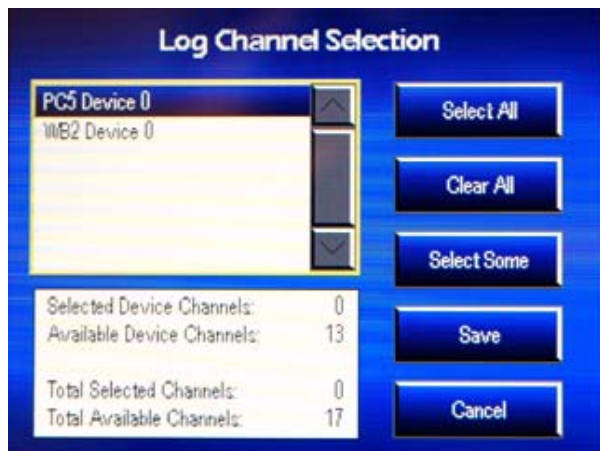 Log Channel Selection
PC5 Device 0
WB2 Device 0
Select All
Clear All
Select Some
Save
Cancel
Selected Device Channels: 0
Available Device Channels: 13
Total Selected Channels: 0
Total Available Channels: 17